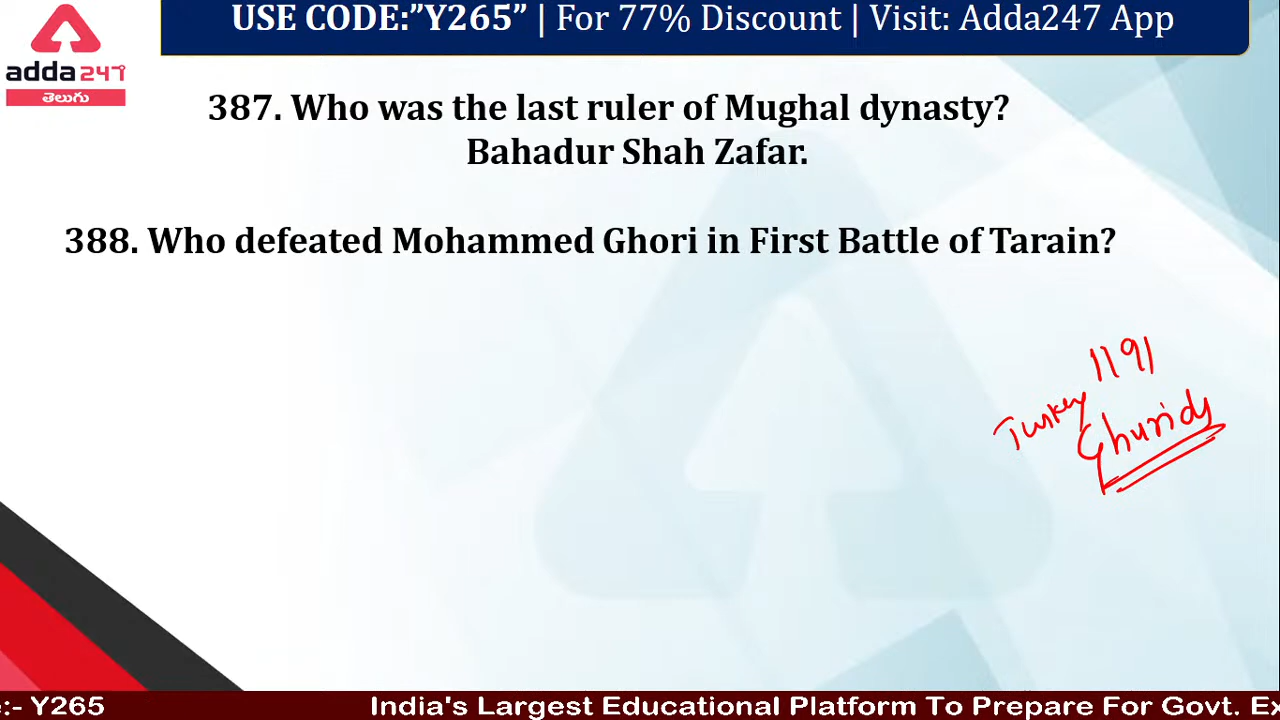 USE CODE:”Y265” | For 77% Discount | Visit: Adda247 App
adda247
తెలుగు
387. Who was the last ruler of Mughal dynasty?
Bahadur Shah Zafar.
388. Who defeated Mohammed Ghori in First Battle of Tarain?
1191
Turkey
Ghurids
e:- Y265 India's Largest Educational Platform To Prepare For Govt. Ex